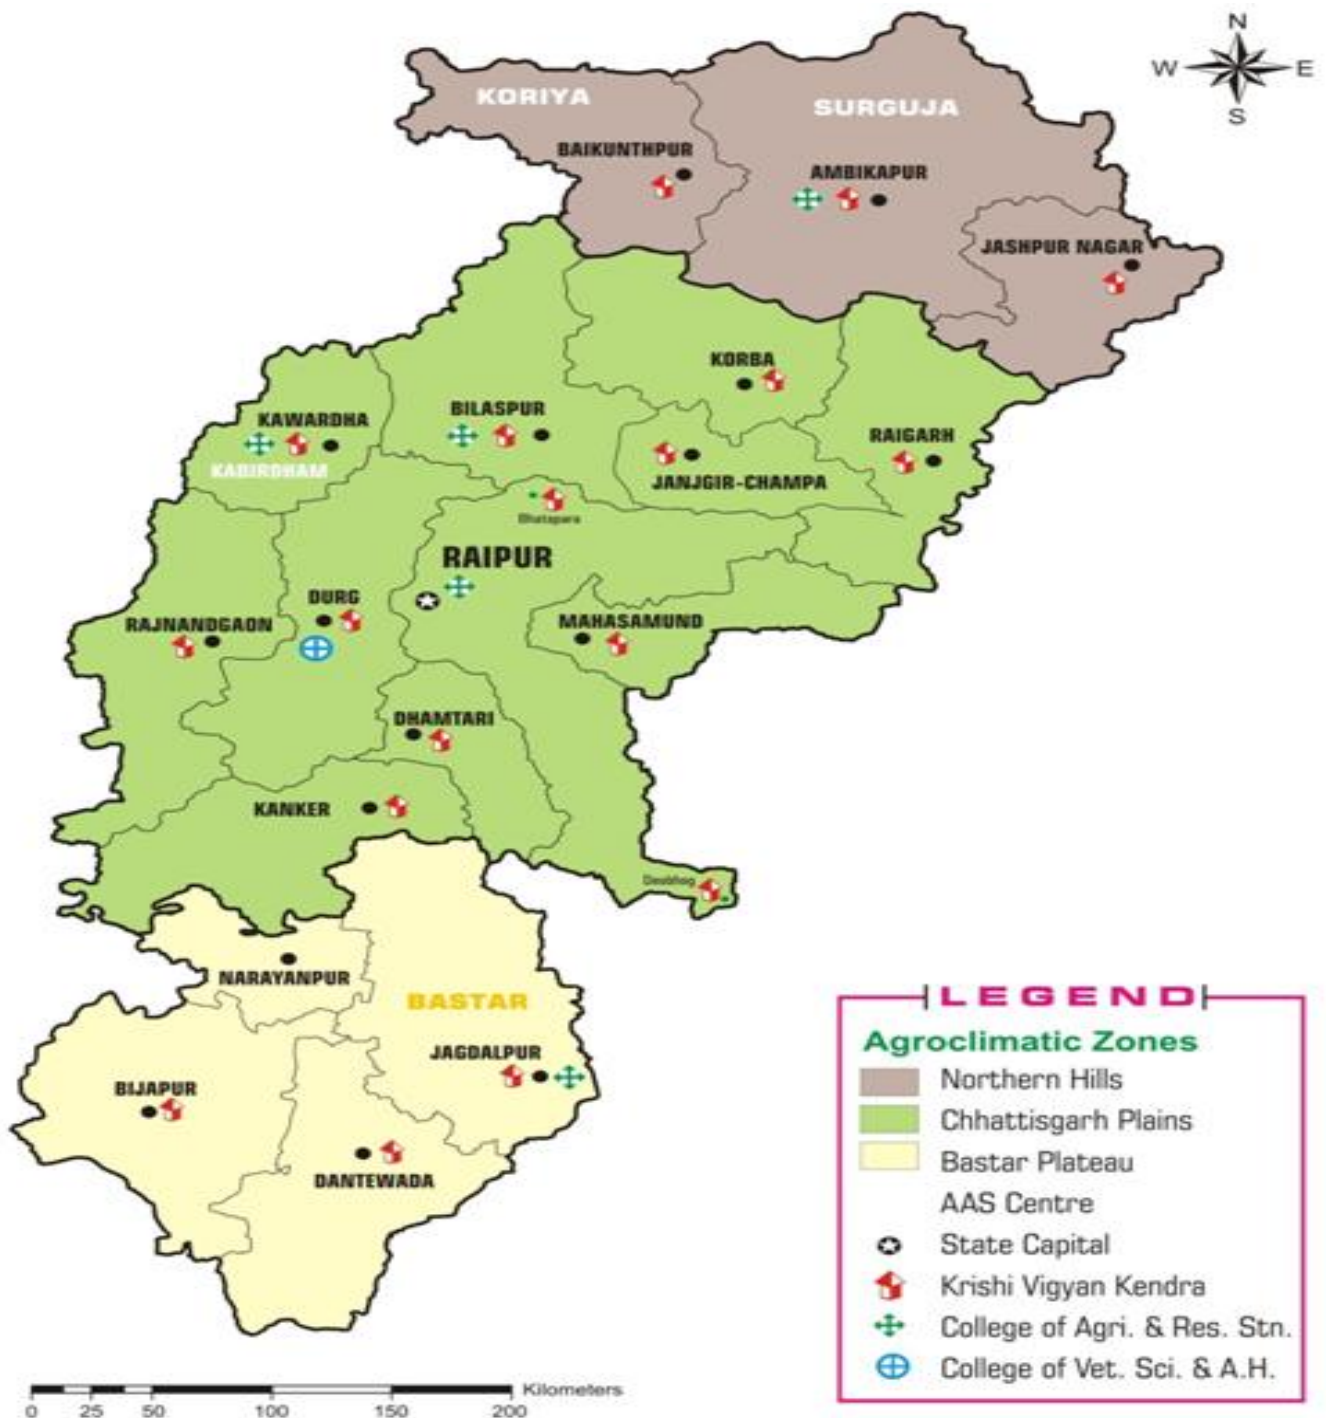 N
W E
S
KORIYA
SURGUJA
BAIKUNTHPUR
AMBIKAPUR
JASHPUR NAGAR
KORBA
KAWARDHA
BILASPUR
RAIGARH
KABIRDHAM
JANJGIR-CHAMPA
Bhatapara
RAIPUR
DURG
RAJNANDGAON
MAHASAMUND
DHAMTARI
KANKER
Deobhog
NARAYANPUR
BASTAR
JAGDALPUR
BIJAPUR
DANTEWADA
LEGEND
Agroclimatic Zones
Northern Hills
Chhattisgarh Plains
Bastar Plateau
AAS Centre
State Capital
Krishi Vigyan Kendra
College of Agri. & Res. Stn.
College of Vet. Sci. & A.H.
Kilometers
0 25 50 100 150 200